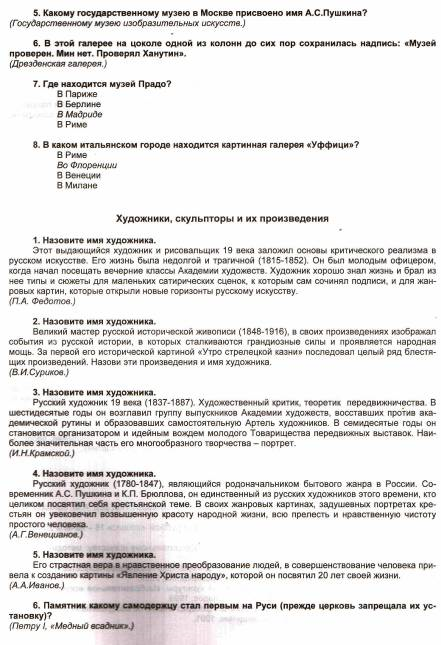 5. Какому государственному музею в Москве присвоено имя А.С.Пушкина?
(Государственному музею изобразительных искусств.)
6. В этой галерее на цоколе одной из колонн до сих пор сохранилась надпись: «Музей
проверен. Мин нет. Проверял Ханутин».
(Дрезденская галерея.)
7. Где находится музей Прадо?
В Париже
В Берлине
В Мадриде
В Риме
8. В каком итальянском городе находится картинная галерея «Уффици»?
В Риме
Во Флоренции
В Венеции
В Милане
Художники, скульпторы и их произведения
1. Назовите имя художника.
Этот выдающийся художник и рисовальщик 19 века заложил основы критического реализма в
русском искусстве. Его жизнь была недолгой и трагичной (1815-1852). Он был молодым офицером,
когда начал посещать вечерние классы Академии художеств. Художник хорошо знал жизнь и брал из
нее типы и сюжеты для маленьких сатирических сценок, к которым сам сочинял подписи, и для жан-
ровых картин, которые открыли новые горизонты русскому искусству.
(П.А. Федотов.)
2. Назовите имя художника.
Великий мастер русской исторической живописи (1848-1916), в своих произведениях изображал
события из русской истории, в которых сталкиваются грандиозные силы и проявляется народная
мощь. За первой его исторической картиной «Утро стрелецкой казни» последовал целый ряд блестя-
щих произведений. Назови эти произведения и имя художника.
(В.И.Суриков.)
3. Назовите имя художника.
Русский художник 19 века (1837-1887). Художественный критик, теоретик передвижничества. В
шестидесятые годы он возглавил группу выпускников Академии художеств, восставших против ака-
демической рутины и образовавших самостоятельную Артель художников. В семидесятые годы он
становится организатором и идейным вождем молодого Товарищества передвижных выставок. Наи-
более значительная часть его многообразного творчества – портрет.
(И.Н.Крамской.)
4. Назовите имя художника.
Русский художник (1780-1847), являющийся родоначальником бытового жанра в России. Со-
временник А.С. Пушкина и К.П. Брюллова, он единственный из русских художников этого времени, кто
целиком посвятил себя крестьянской теме. В своих жанровых картинах, задушевных портретах кре-
стьян он увековечил возвышенную красоту народной жизни, всю прелесть и нравственную чистоту
простого человека.
(А.Г.Венецианов.)
5. Назовите имя художника.
Его страстная вера в нравственное преобразование людей, в совершенствование человека при-
вела к созданию картины «Явление Христа народу», которой он посвятил 20 лет своей жизни.
(А.А.Иванов.)
6. Памятник какому самодержцу стал первым на Руси (прежде церковь запрещала их ус-
тановку)?
(Петру I, «Медный всадник».)